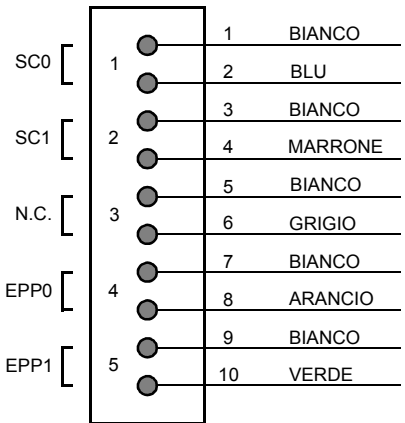 1 BIANCO
SC0 1
2 BLU
3 BIANCO
SC1 2
4 MARRONE
5 BIANCO
N.C. 3
6 GRIGIO
7 BIANCO
EPP0 4
8 ARANCIO
9 BIANCO
EPP1 5
10 VERDE